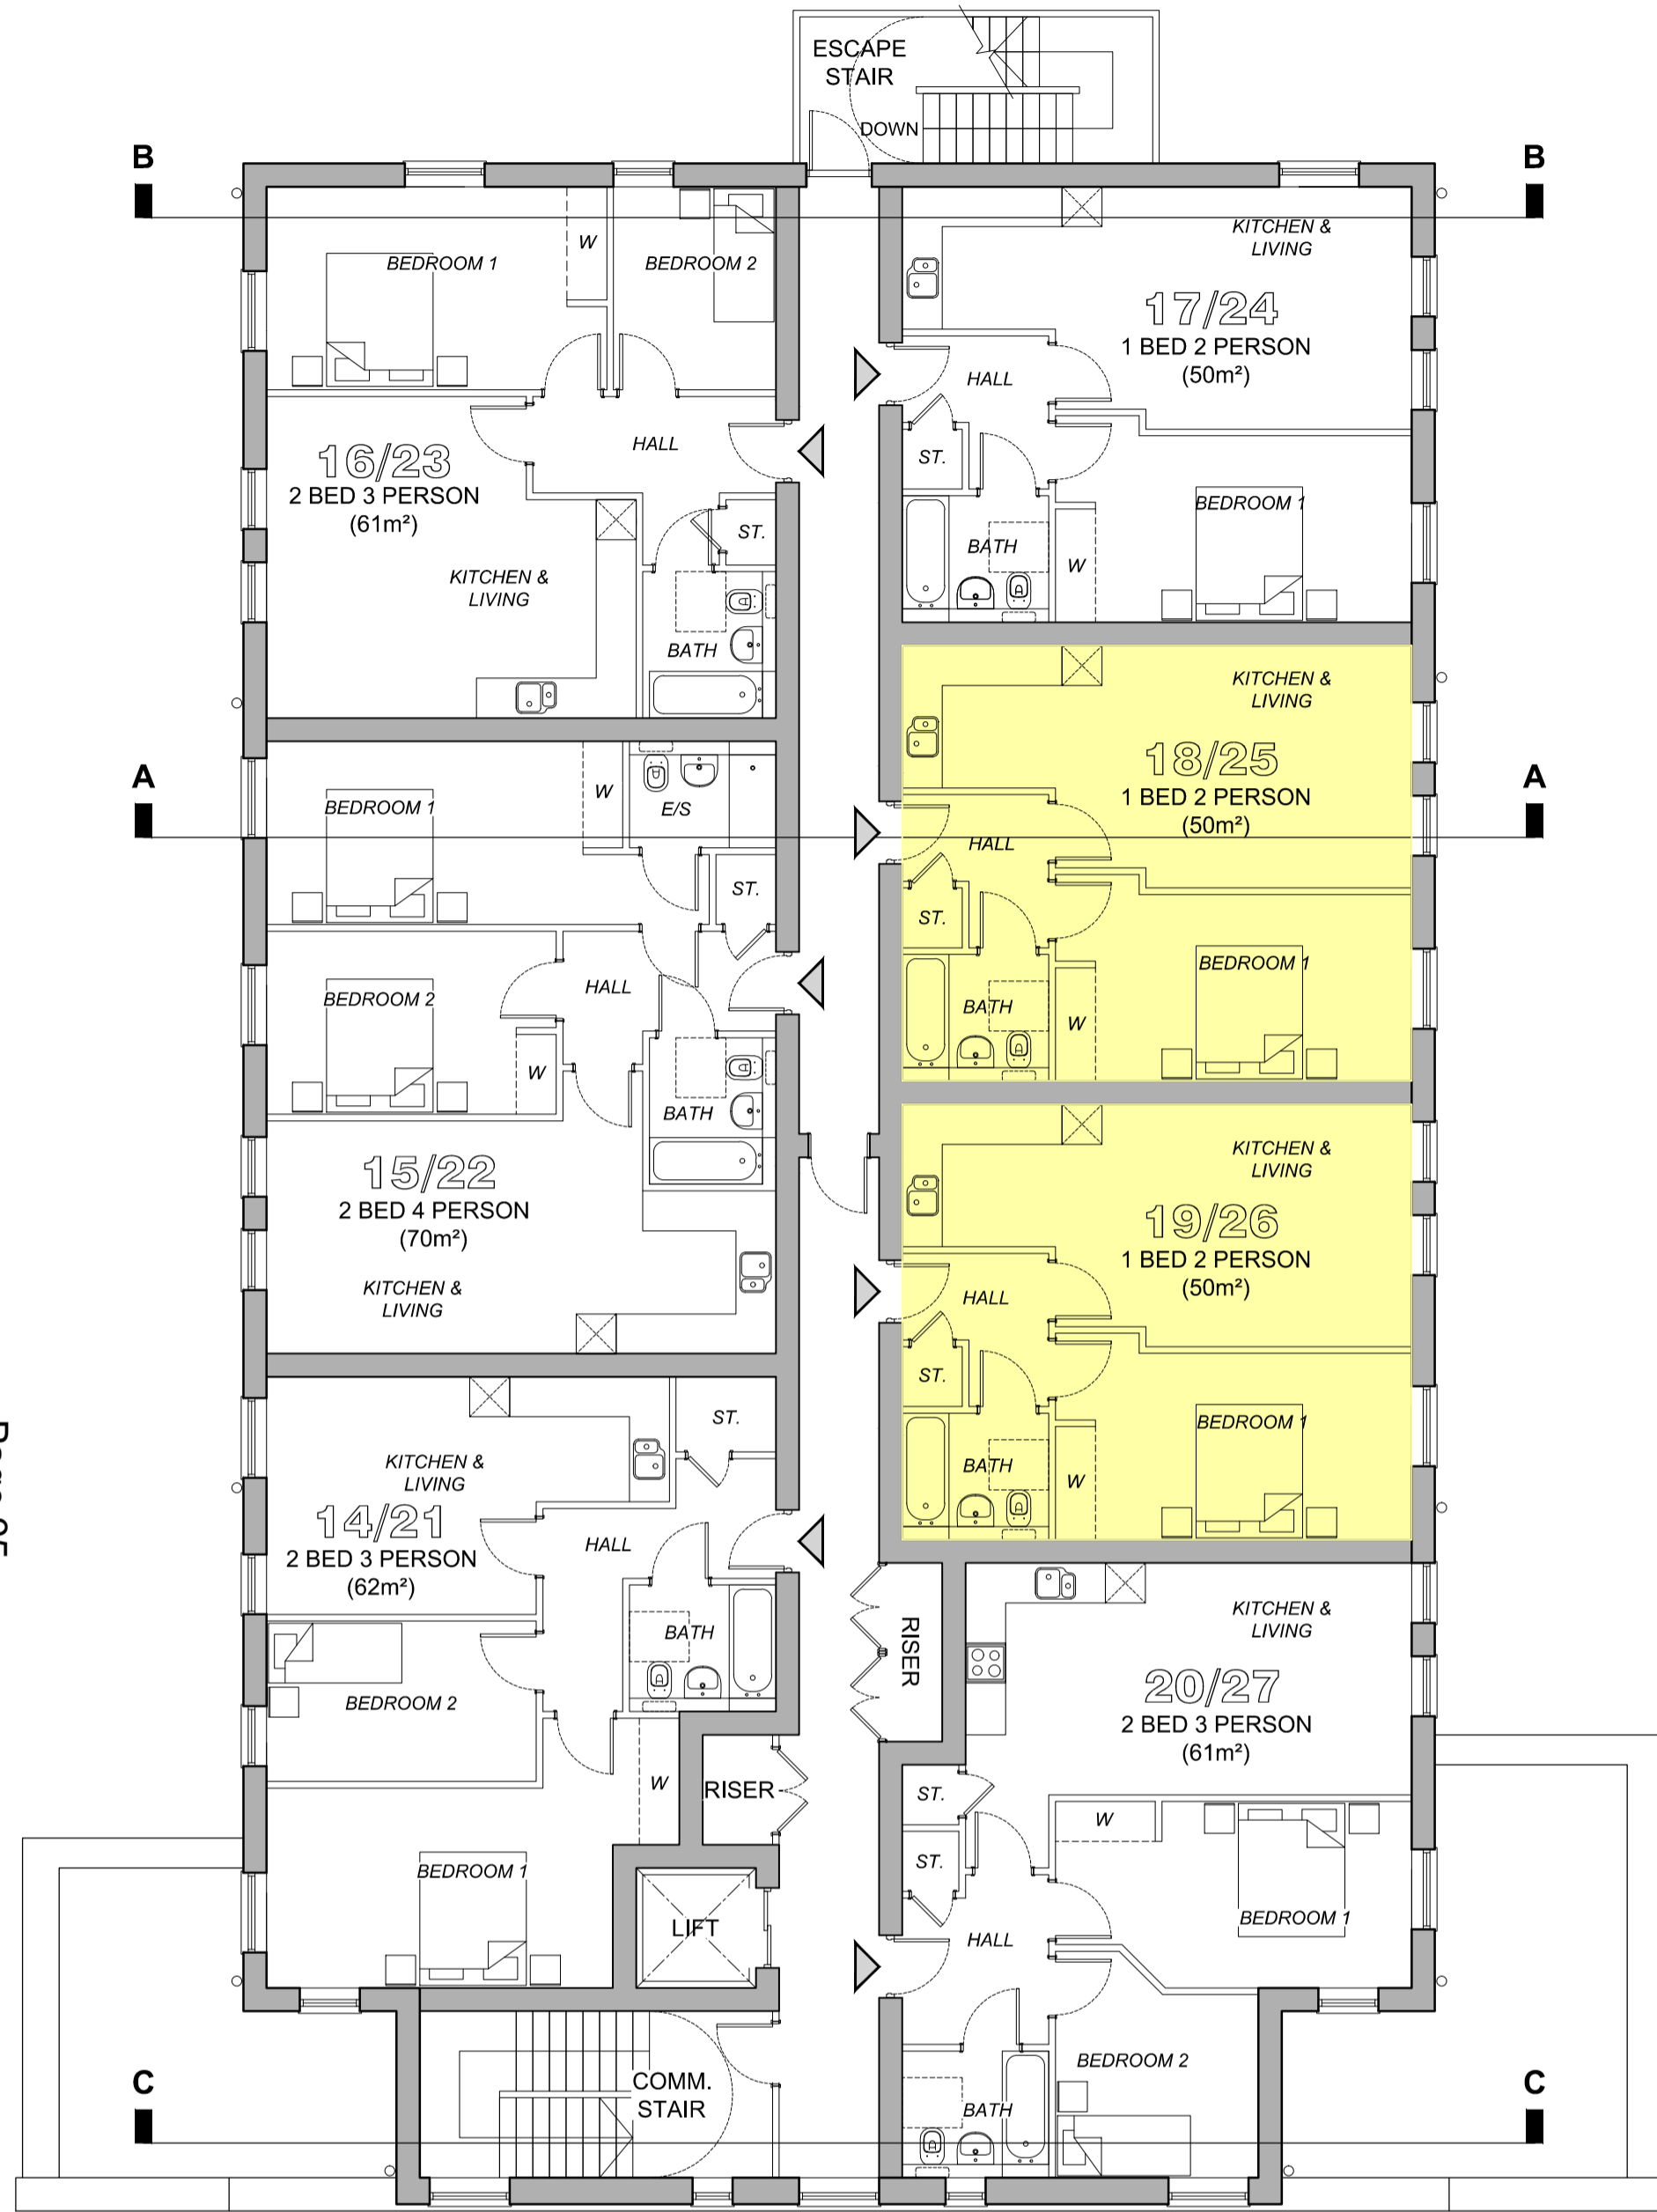 ESCAPE
STAIR
DOWN
B
B
BEDROOM 1
W
BEDROOM 2
KITCHEN &
LIVING
17/24
1 BED 2 PERSON
(50m²)
HALL
ST.
BATH
W
BEDROOM 1
16/23
2 BED 3 PERSON
(61m²)
HALL
ST.
KITCHEN &
LIVING
BATH
KITCHEN &
LIVING
18/25
1 BED 2 PERSON
(50m²)
HALL
ST.
BATH
W
BEDROOM 1
A
A
BEDROOM 1
W
E/S
ST.
HALL
BEDROOM 2
W
BATH
15/22
2 BED 4 PERSON
(70m²)
KITCHEN &
LIVING
KITCHEN &
LIVING
19/26
1 BED 2 PERSON
(50m²)
HALL
ST.
BATH
W
BEDROOM 1
ST.
KITCHEN &
LIVING
14/21
2 BED 3 PERSON
(62m²)
HALL
BATH
BEDROOM 2
W
RISER
BEDROOM 1
LIFT
RISER
KITCHEN &
LIVING
20/27
2 BED 3 PERSON
(61m²)
ST.
W
ST.
BEDROOM 1
HALL
BEDROOM 2
BATH
COMM.
STAIR
C
C